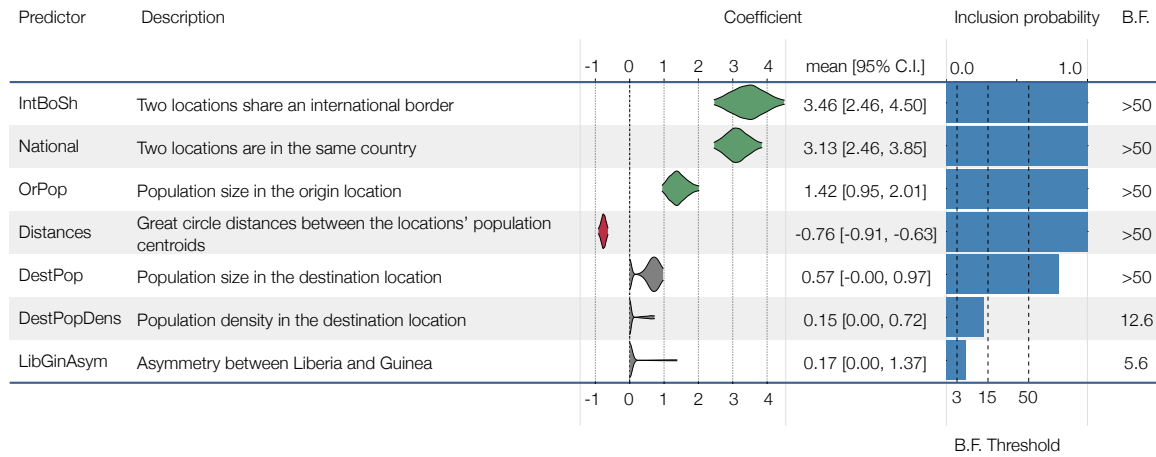 Predictor Description Coefficient Inclusion probability B.F.
-1 0 1 2 3 4 mean [95% C.I.] 0.0 1.0
IntBoSh Two locations share an international border 3.46 [2.46, 4.50] >50
National Two locations are in the same country 3.13 [2.46, 3.85] >50
OrPop Population size in the origin location 1.42 [0.95, 2.01] >50
Distances Great circle distances between the locations' population centroids -0.76 [-0.91, -0.63] >50
DestPop Population size in the destination location 0.57 [-0.00, 0.97] >50
DestPopDens Population density in the destination location 0.15 [0.00, 0.72] 12.6
LibGinAsym Asymmetry between Liberia and Guinea 0.17 [0.00, 1.37] 5.6
-1 0 1 2 3 4 3 15 50
B.F. Threshold